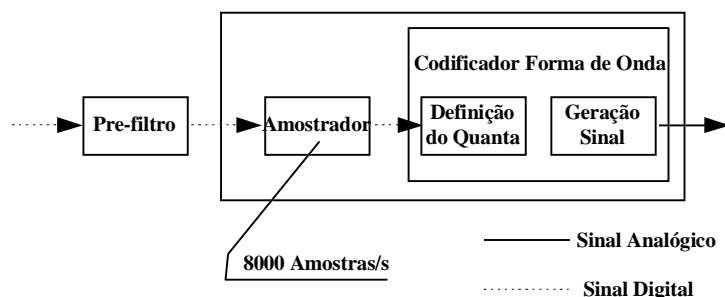 Codificador Forma de Onda
Pre-filtro
Amostrador
Definição
do Quanta
Geração
Sinal
8000 Amostras/s
Sinal Analógico
Sinal Digital